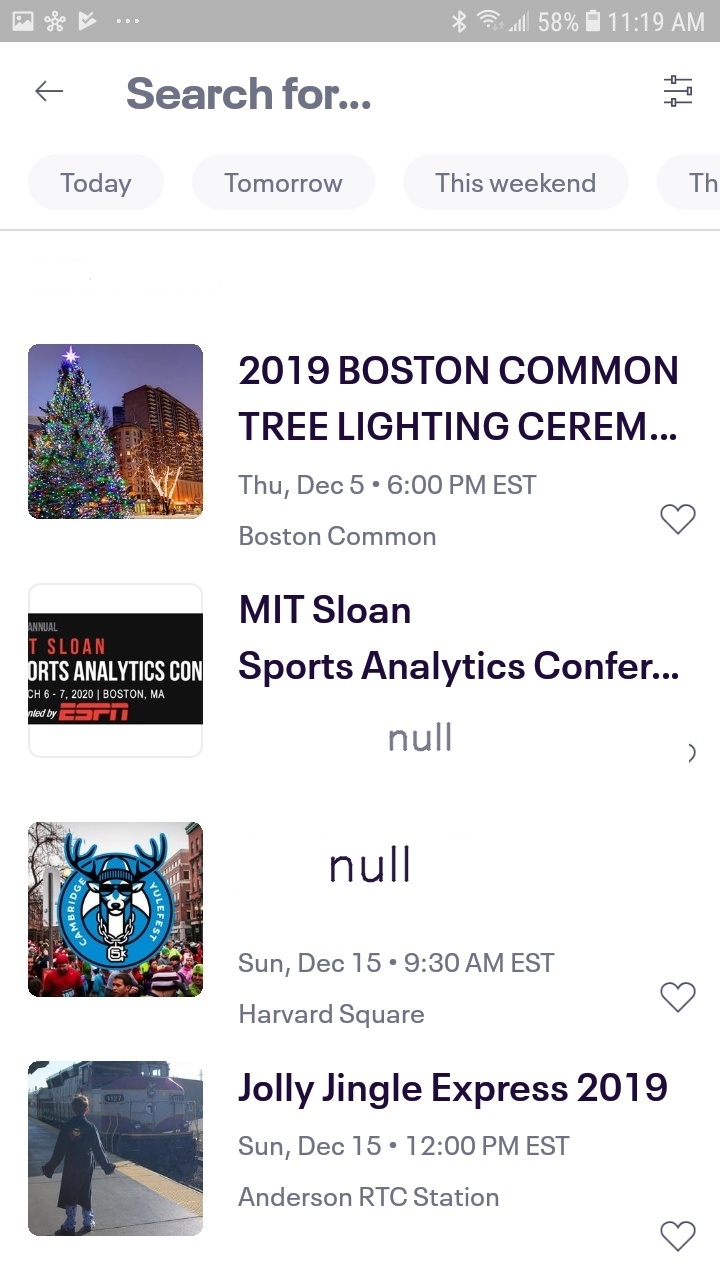 58% 11:19 AM
Search for...
Today
Tomorrow
This weekend
Th
2019 BOSTON COMMON
TREE LIGHTING CEREM...
Thu, Dec 5 • 6:00 PM EST
Boston Common
ANNUAL
T SLOAN
ORTS ANALYTICS CON
CH 6 - 7, 2020 | BOSTON, MA
nted by ESPN
MIT Sloan
Sports Analytics Confer...
null
CAMBRIDGE YULEFEST
null
Sun, Dec 15 • 9:30 AM EST
Harvard Square
Jolly Jingle Express 2019
Sun, Dec 15 • 12:00 PM EST
Anderson RTC Station